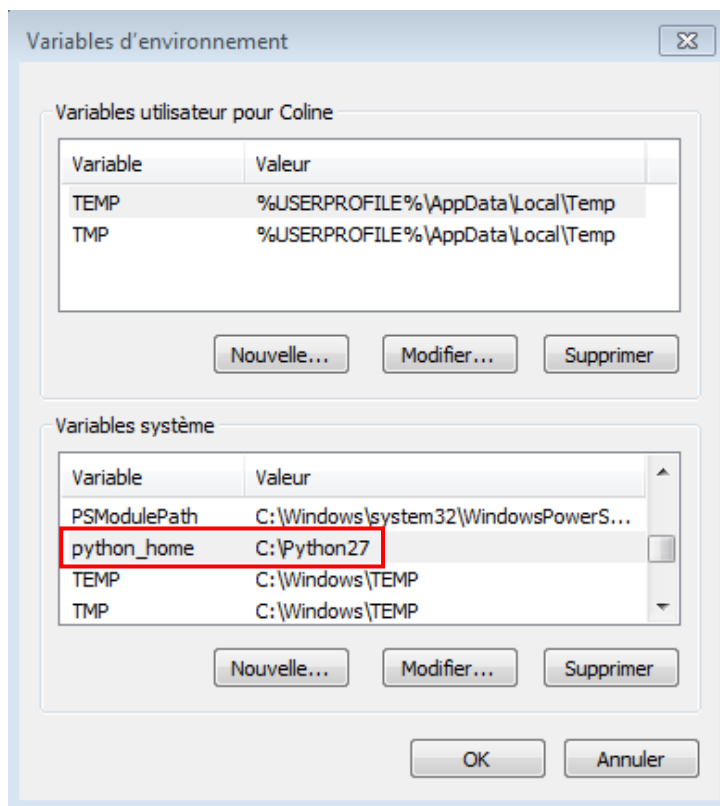 Variables d'environnement
Variables utilisateur pour Coline
Variable Valeur
TEMP %USERPROFILE%\AppData\Local\Temp
TMP %USERPROFILE%\AppData\Local\Temp
Nouvelle... Modifier... Supprimer
Variables système
Variable Valeur
PSModulePath C:\Windows\system32\WindowsPowerS...
python_home C:\Python27
TEMP C:\Windows\TEMP
TMP C:\Windows\TEMP
Nouvelle... Modifier... Supprimer
OK Annuler